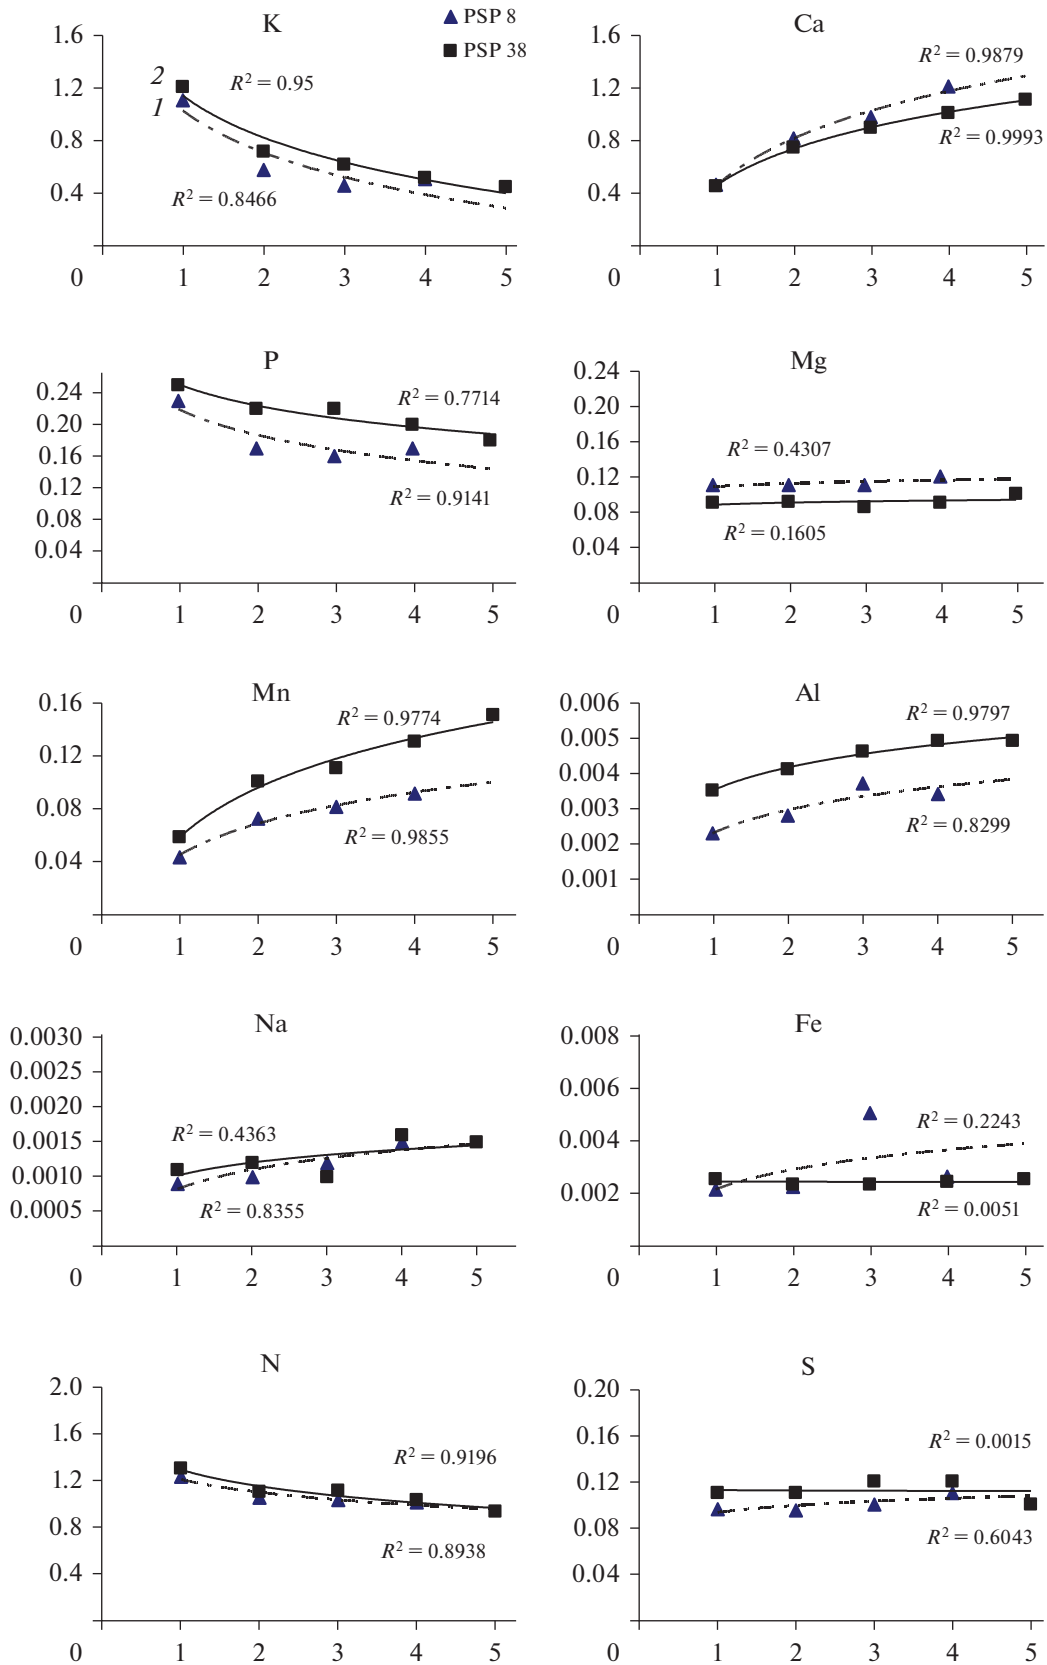 K
PSP 8
PSP 38
1.6
1.2
0.8
0.4
0
2
1
R² = 0.95
R² = 0.8466
1 2 3 4 5
Ca
1.6
1.2
0.8
0.4
0
R² = 0.9879
R² = 0.9993
1 2 3 4 5
P
0.24
0.20
0.16
0.12
0.08
0.04
0
R² = 0.7714
R² = 0.9141
1 2 3 4 5
Mg
0.24
0.20
0.16
0.12
0.08
0.04
0
R² = 0.4307
R² = 0.1605
1 2 3 4 5
Mn
0.16
0.12
0.08
0.04
0
R² = 0.9774
R² = 0.9855
1 2 3 4 5
Al
0.006
0.005
0.004
0.003
0.002
0.001
0
R² = 0.9797
R² = 0.8299
1 2 3 4 5
Na
0.0030
0.0025
0.0020
0.0015
0.0010
0.0005
0
R² = 0.4363
R² = 0.8355
1 2 3 4 5
Fe
0.008
0.006
0.004
0.002
0
R² = 0.2243
R² = 0.0051
1 2 3 4 5
N
2.0
1.6
1.2
0.8
0.4
0
R² = 0.9196
R² = 0.8938
1 2 3 4 5
S
0.20
0.16
0.12
0.08
0.04
0
R² = 0.0015
R² = 0.6043
1 2 3 4 5